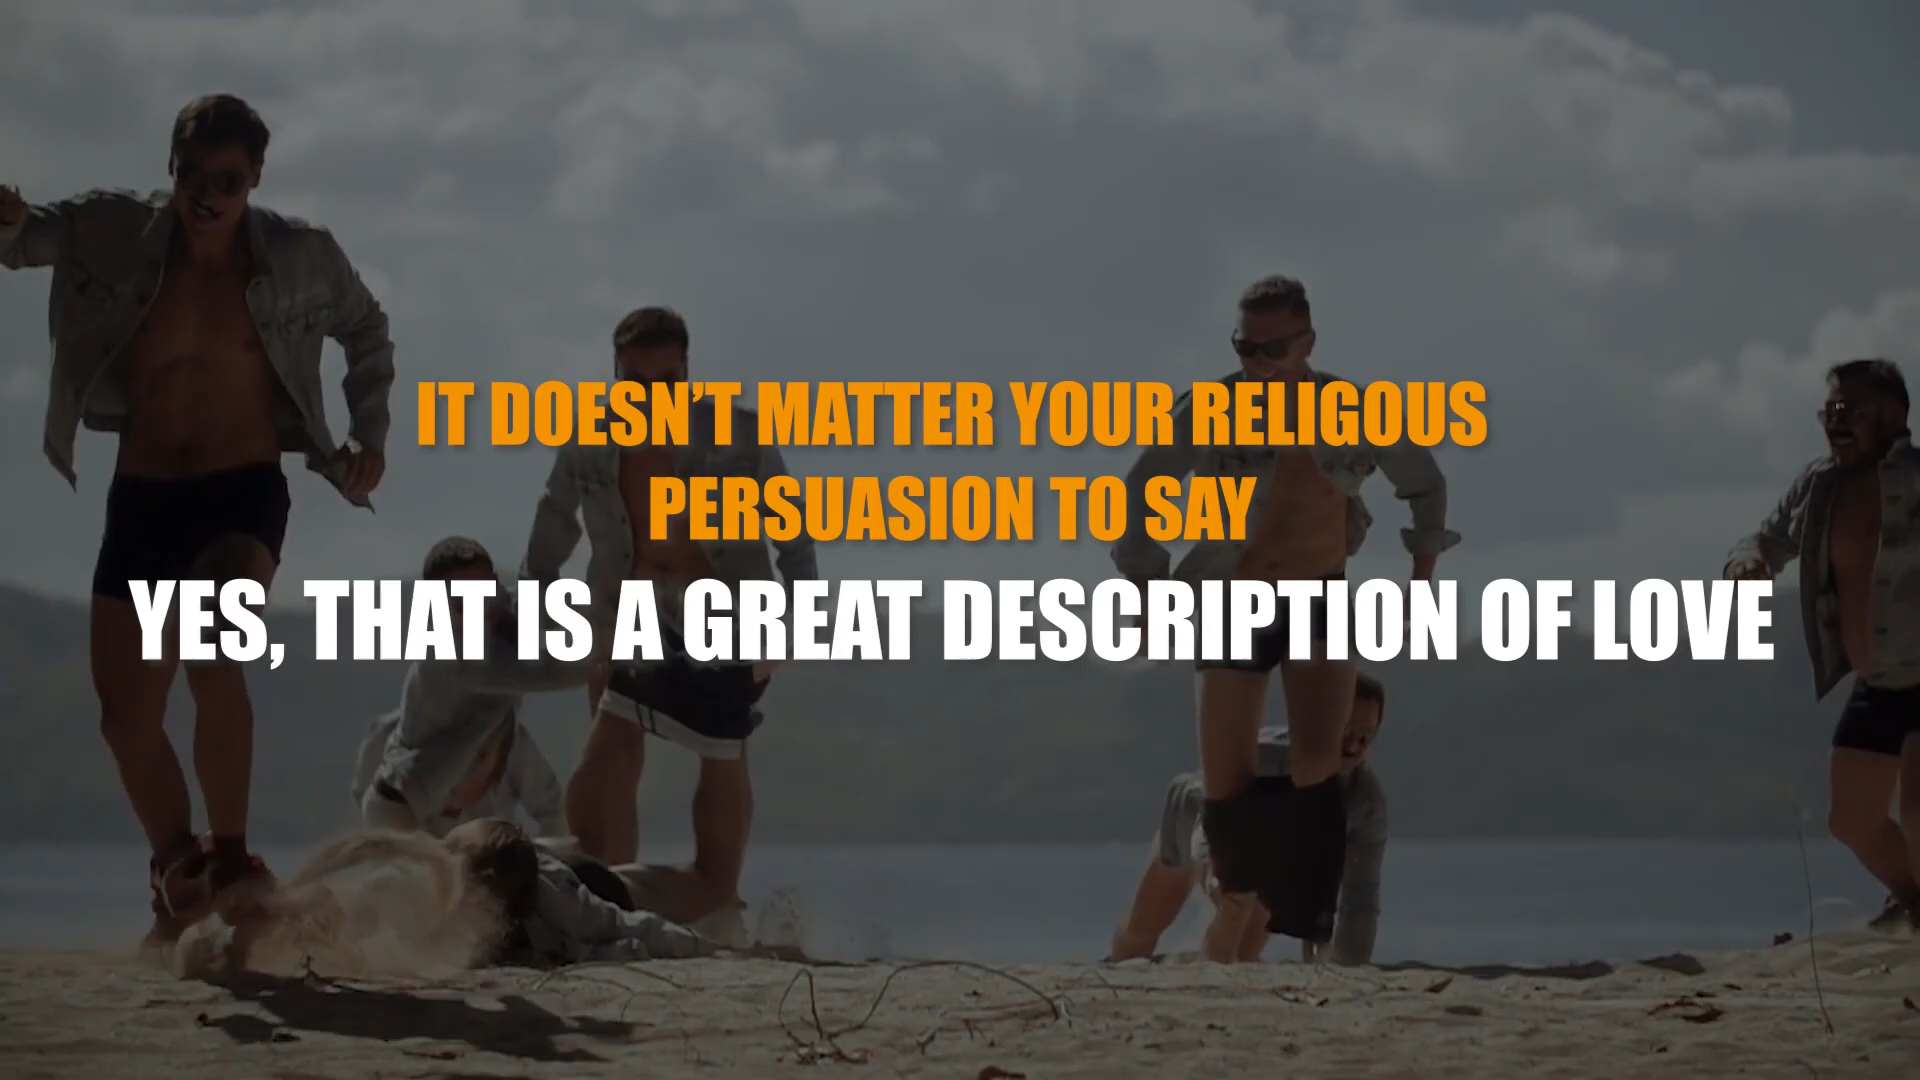 IT DOESN’T MATTER YOUR RELIGOUS
PERSUASION TO SAY
YES, THAT IS A GREAT DESCRIPTION OF LOVE